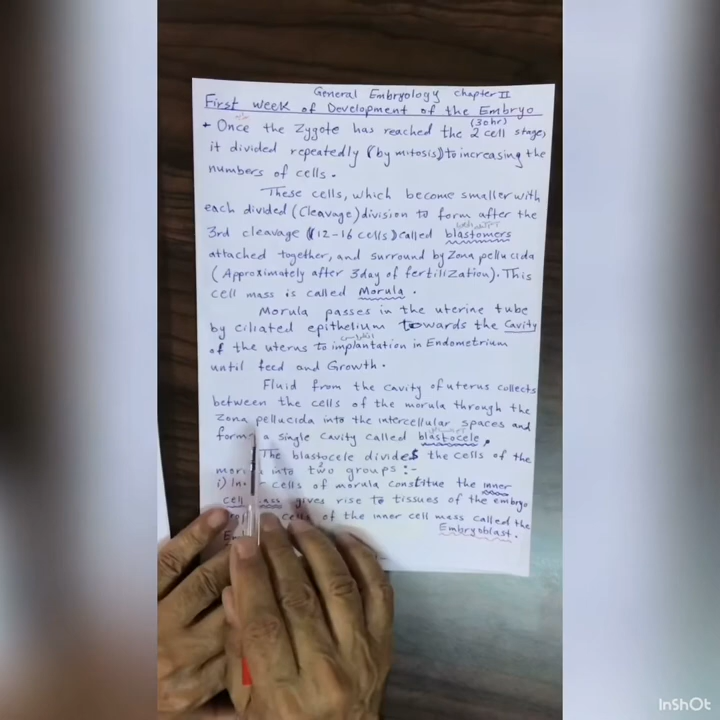 General Embryology chapter II
First week of Development of the Embryo
(30hr)
+ Once the Zygote has reached the 2 cell stage,
it divided repeatedly (by mitosis) to increasing the
numbers of cells.
These cells, which become smaller with
each divided (Cleavage) division to form after the
3rd cleavage (12-16 cells) called blastomers
attached together, and surround by Zona pellucida
(Approximately after 3day of fertilization). This
cell mass is called Morula.
Morula passes in the uterine tube
by ciliated epithelium towards the Cavity
of the uterus to implantation in Endometrium
until feed and Growth.
Fluid from the cavity of uterus collects
between the cells of the morula through the
Zona pellucida into the intercellular spaces and
form a single cavity called blastocele.
The blastocele divides the cells of the
into two groups :-
i) cells of morula constitue the inner
cell mass gives rise to tissues of the embryo
cells of the inner cell mass called the
Embryoblast.
InShOt